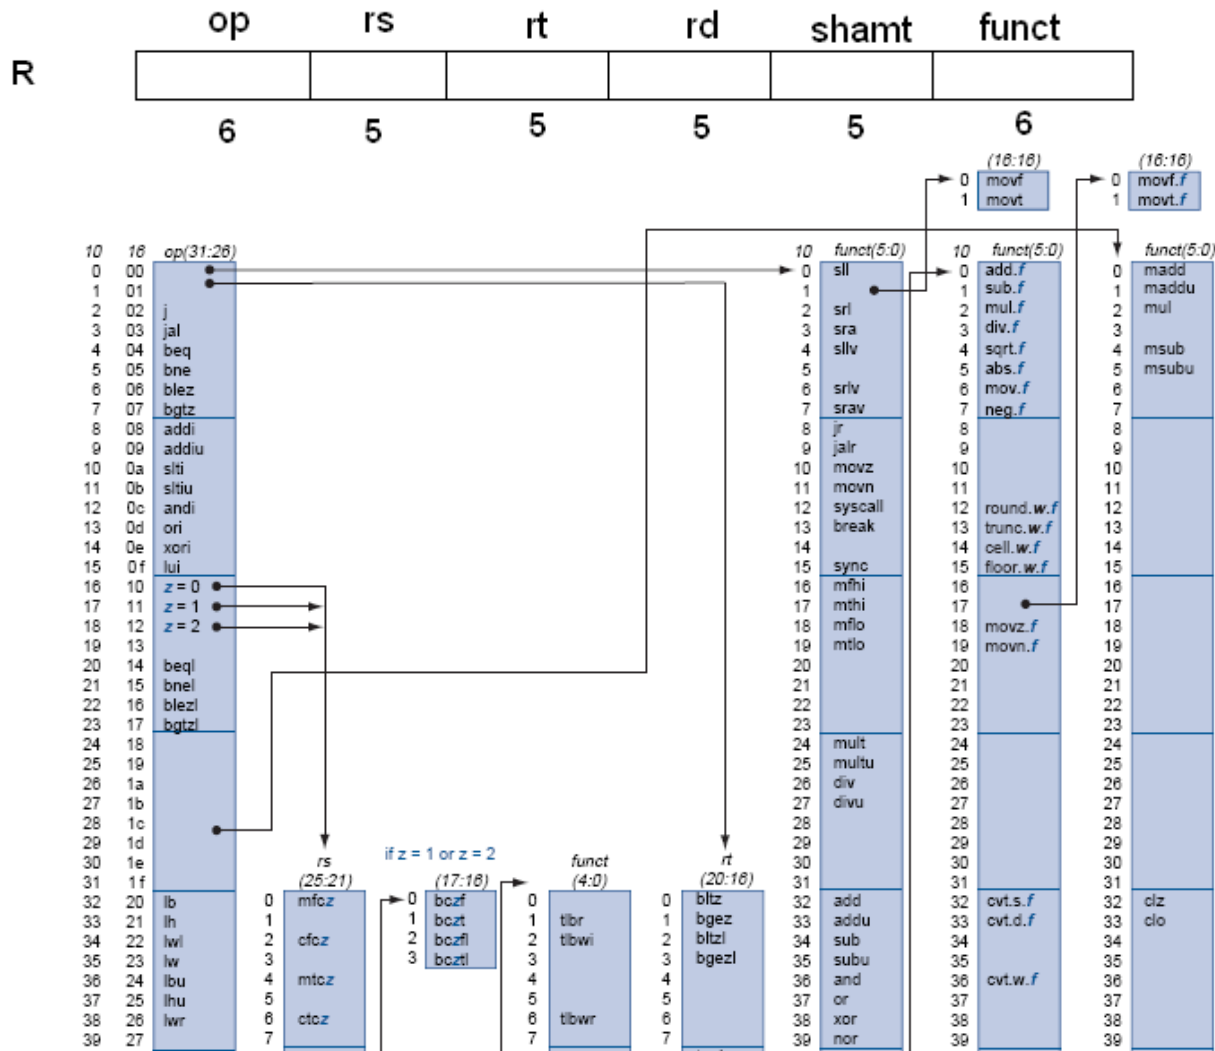 op rs rt rd shamt funct
R
6 5 5 5 5 6
(16:16) (16:16)
0 movf 0 movf.f
1 movt 1 movt.f
10 16 op(31:26) 10 funct(5:0) 10 funct(5:0) funct(5:0)
0 00 0 sll 0 add.f 0 madd
1 01 1 1 sub.f 1 maddu
2 02 j 2 srl 2 mul.f 2 mul
3 03 jal 3 sra 3 div.f 3
4 04 beq 4 sllv 4 sqrt.f 4 msub
5 05 bne 5 5 abs.f 5 msubu
6 06 blez 6 srlv 6 mov.f 6
7 07 bgtz 7 srav 7 neg.f 7
8 08 addi 8 jr 8 8
9 09 addiu 9 jalr 9 9
10 0a slti 10 movz 10 10
11 0b sltiu 11 movn 11 11
12 0c andi 12 syscall 12 round.w.f 12
13 0d ori 13 break 13 trunc.w.f 13
14 0e xori 14 14 cell.w.f 14
15 0f lui 15 sync 15 floor.w.f 15
16 10 z = 0 16 mfhi 16 16
17 11 z = 1 17 mthi 17 17
18 12 z = 2 18 mflo 18 movz.f 18
19 13 19 mtlo 19 movn.f 19
20 14 beql 20 20 20
21 15 bnel 21 21 21
22 16 blezl 22 22 22
23 17 bgtzl 23 23 23
24 18 24 mult 24 24
25 19 25 multu 25 25
26 1a 26 div 26 26
27 1b 27 divu 27 27
28 1c 28 28 28
29 1d 29 29 29
30 1e rs if z = 1 or z = 2 funct rt 30 30 30
31 1f (25:21) (17:16) (4:0) (20:16) 31 31 31
32 20 lb 0 mfcz 0 bczf 0 0 bltz 32 add 32 cvt.s.f 32 clz
33 21 lh 1 1 bczt 1 tlbr 1 bgez 33 addu 33 cvt.d.f 33 clo
34 22 lwl 2 cfcz 2 bczfl 2 tlbwi 2 bltzl 34 sub 34 34
35 23 lw 3 3 bcztl 3 3 bgezl 35 subu 35 35
36 24 lbu 4 mtcz 4 4 36 and 36 cvt.w.f 36
37 25 lhu 5 5 5 37 or 37 37
38 26 lwr 6 ctcz 6 tlbwr 6 38 xor 38 38
39 27 7 7 7 39 nor 39 39